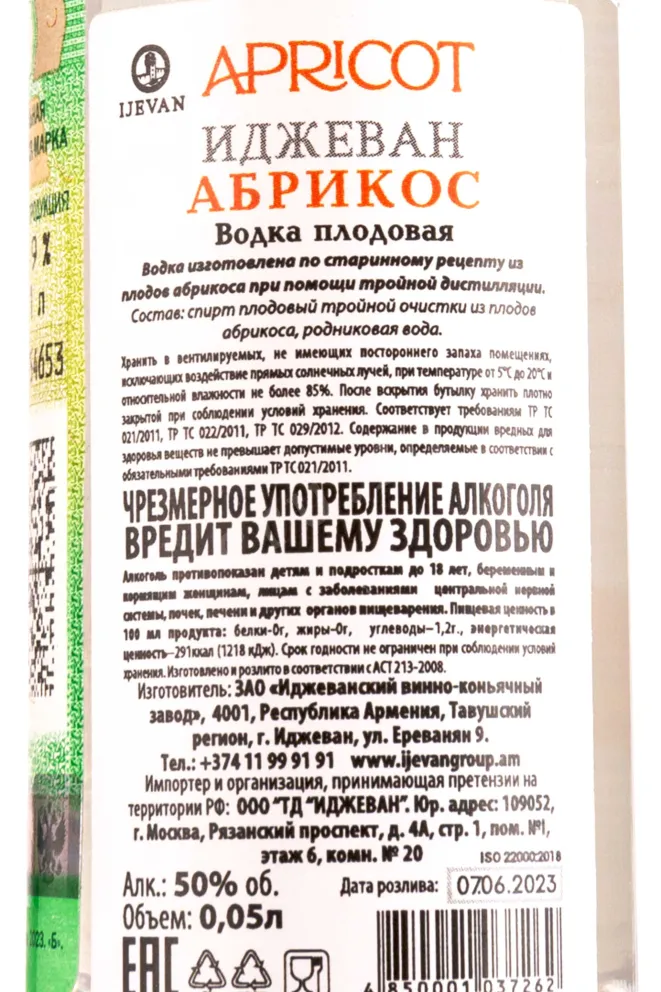 IJEVAN
APRICOT
ИДЖЕВАН
АБРИКОС
Водка плодовая
Водка изготовлена по старинному рецепту из
плодов абрикоса при помощи тройной дистилляции.
Состав: спирт плодовый тройной очистки из плодов
абрикоса, родниковая вода.
Хранить в вентилируемых, не имеющих постороннего запаха помещениях,
исключающих воздействие прямых солнечных лучей, при температуре от 5°C до 20°C и
относительной влажности не более 85%. После вскрытия бутылку хранить плотно
закрытой при соблюдении условий хранения. Соответствует требованиям ТР ТС
021/2011, ТР ТС 022/2011, ТР ТС 029/2012. Содержание в продукции вредных для
здоровья веществ не превышает допустимые уровни, определяемые в соответствии с
обязательными требованиями ТР ТС 021/2011.
ЧРЕЗМЕРНОЕ УПОТРЕБЛЕНИЕ АЛКОГОЛЯ
ВРЕДИТ ВАШЕМУ ЗДОРОВЬЮ
Алкоголь противопоказан детям и подросткам до 18 лет, беременным и
кормящим женщинам, лицам с заболеваниями центральной нервной
системы, почек, печени и других органов пищеварения. Пищевая ценность в
100 мл продукта: белки-0г, жиры-0г, углеводы-1,2г., энергетическая
ценность-291ккал (1218 кДж). Срок годности не ограничен при соблюдении условий
хранения. Изготовлено и розлито в соответствии с АСТ 213-2008.
Изготовитель: ЗАО «Иджеванский винно-коньячный
завод», 4001, Республика Армения, Тавушский
регион, г. Иджеван, ул. Ереванян 9.
Тел.: +374 11 99 91 91 www.ijevangroup.am
Импортер и организация, принимающая претензии на
территории РФ: ООО "ТД "ИДЖЕВАН". Юр. адрес: 109052,
г. Москва, Рязанский проспект, д. 4А, стр. 1, пом. №1,
этаж 6, комн. № 20
ISO 22000:2018
Алк.: 50% об.
Дата розлива: 07.06.2023
Объем: 0,05л
EAC
4 850001 037262
МАРКА
9 %
л
4653
2023. «Б».